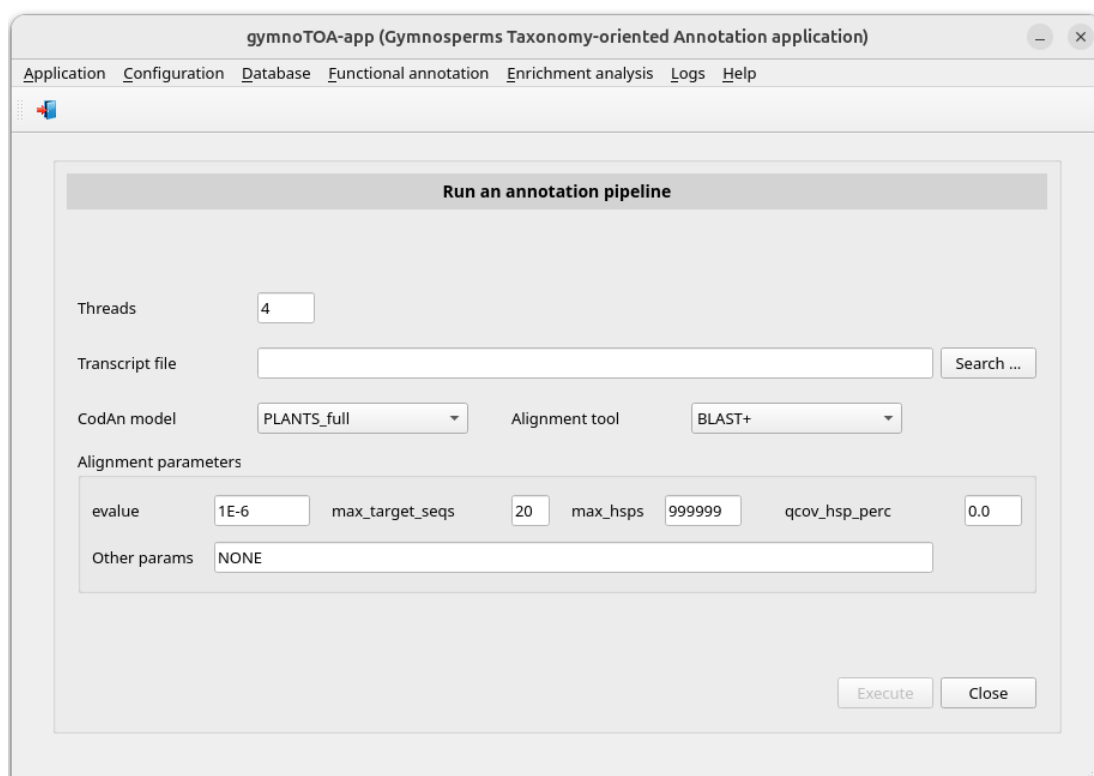 gymnoTOA-app (Gymnosperms Taxonomy-oriented Annotation application)
Application Configuration Database Functional annotation Enrichment analysis Logs Help
Run an annotation pipeline
Threads 4
Transcript file Search ...
CodAn model PLANTS_full Alignment tool BLAST+
Alignment parameters
evalue 1E-6 max_target_seqs 20 max_hsps 999999 qcov_hsp_perc 0.0
Other params NONE
Execute Close